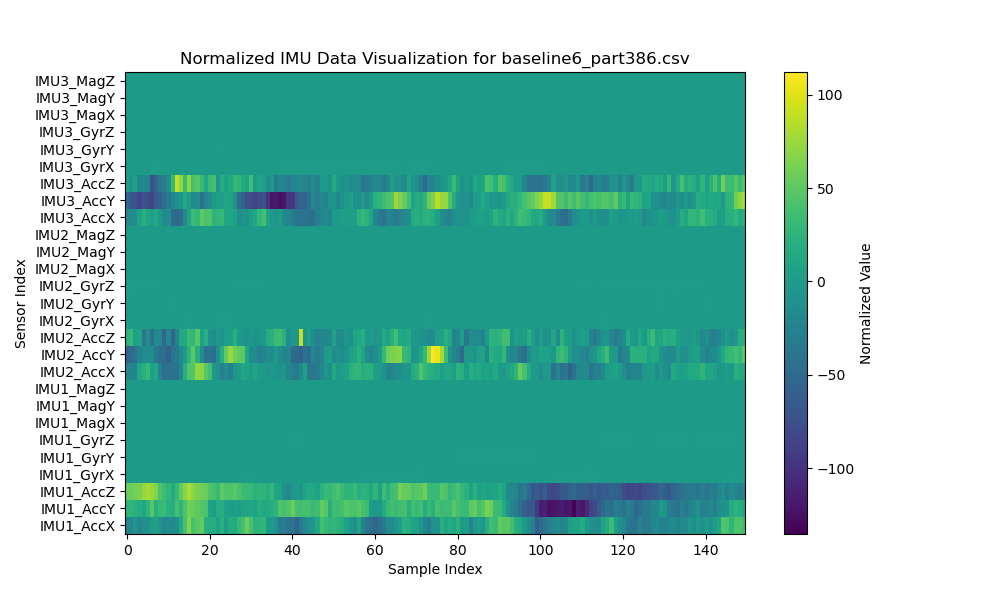 Normalized IMU Data Visualization for baseline6_part386.csv
IMU3_MagZ
IMU3_MagY
IMU3_MagX
IMU3_GyrZ
IMU3_GyrY
IMU3_GyrX
IMU3_AccZ
IMU3_AccY
IMU3_AccX
IMU2_MagZ
IMU2_MagY
IMU2_MagX
IMU2_GyrZ
IMU2_GyrY
IMU2_GyrX
IMU2_AccZ
IMU2_AccY
IMU2_AccX
IMU1_MagZ
IMU1_MagY
IMU1_MagX
IMU1_GyrZ
IMU1_GyrY
IMU1_GyrX
IMU1_AccZ
IMU1_AccY
IMU1_AccX
Sensor Index
0 20 40 60 80 100 120 140
Sample Index
100
50
0
−50
−100
Normalized Value